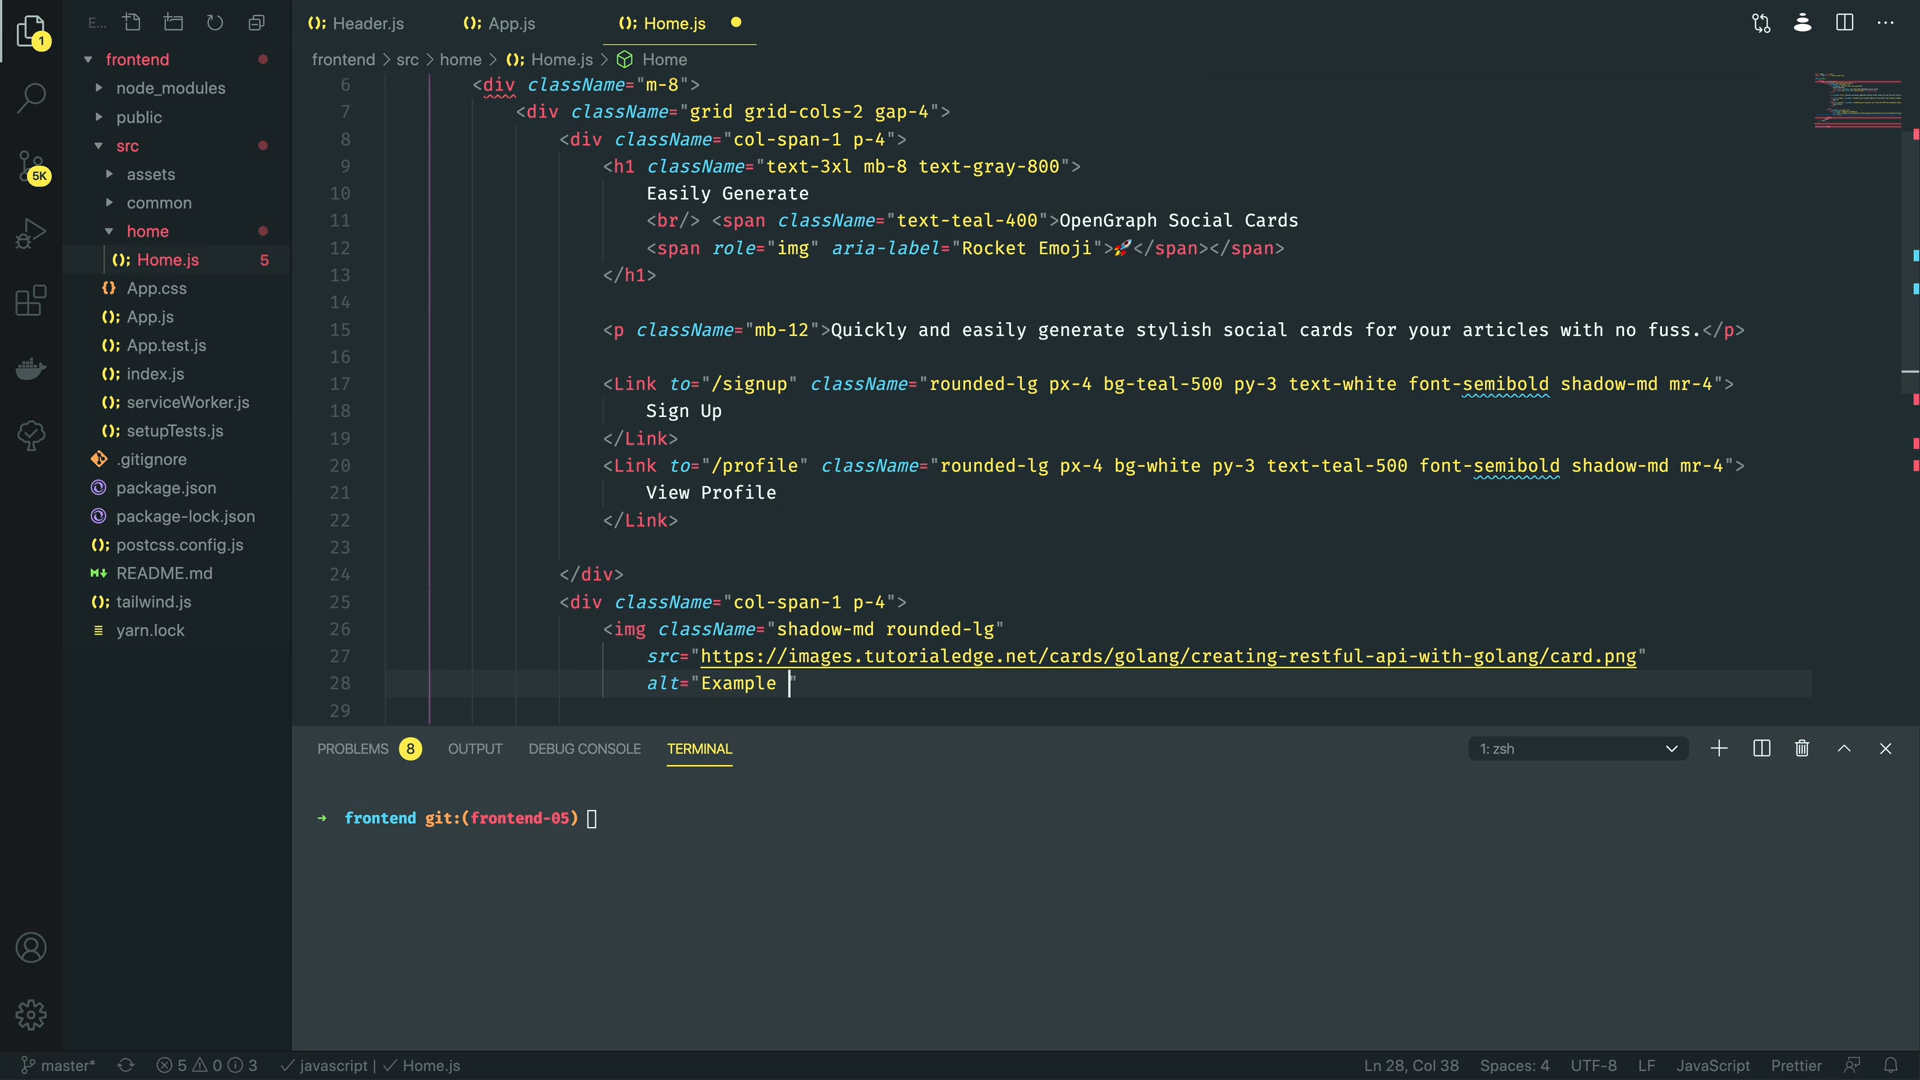 E...
(); Header.js
(); App.js
(); Home.js
frontend > src > home > (); Home.js > Home
1
5K
frontend
node_modules
public
src
assets
common
home
(); Home.js 5
{} App.css
(); App.js
(); App.test.js
(); index.js
(); serviceWorker.js
(); setupTests.js
.gitignore
package.json
package-lock.json
(); postcss.config.js
M↓ README.md
(); tailwind.js
yarn.lock
6 <div className="m-8">
7 <div className="grid grid-cols-2 gap-4">
8 <div className="col-span-1 p-4">
9 <h1 className="text-3xl mb-8 text-gray-800">
10 Easily Generate
11 <br/> <span className="text-teal-400">OpenGraph Social Cards
12 <span role="img" aria-label="Rocket Emoji">🚀</span></span>
13 </h1>
14
15 <p className="mb-12">Quickly and easily generate stylish social cards for your articles with no fuss.</p>
16
17 <Link to="/signup" className="rounded-lg px-4 bg-teal-500 py-3 text-white font-semibold shadow-md mr-4">
18 Sign Up
19 </Link>
20 <Link to="/profile" className="rounded-lg px-4 bg-white py-3 text-teal-500 font-semibold shadow-md mr-4">
21 View Profile
22 </Link>
23
24 </div>
25 <div className="col-span-1 p-4">
26 <img className="shadow-md rounded-lg"
27 src="https://images.tutorialedge.net/cards/golang/creating-restful-api-with-golang/card.png"
28 alt="Example "
29
PROBLEMS 8 OUTPUT DEBUG CONSOLE TERMINAL
1: zsh
→ frontend git:(frontend-05)
master* 5 0 3 javascript | Home.js
Ln 28, Col 38 Spaces: 4 UTF-8 LF JavaScript Prettier